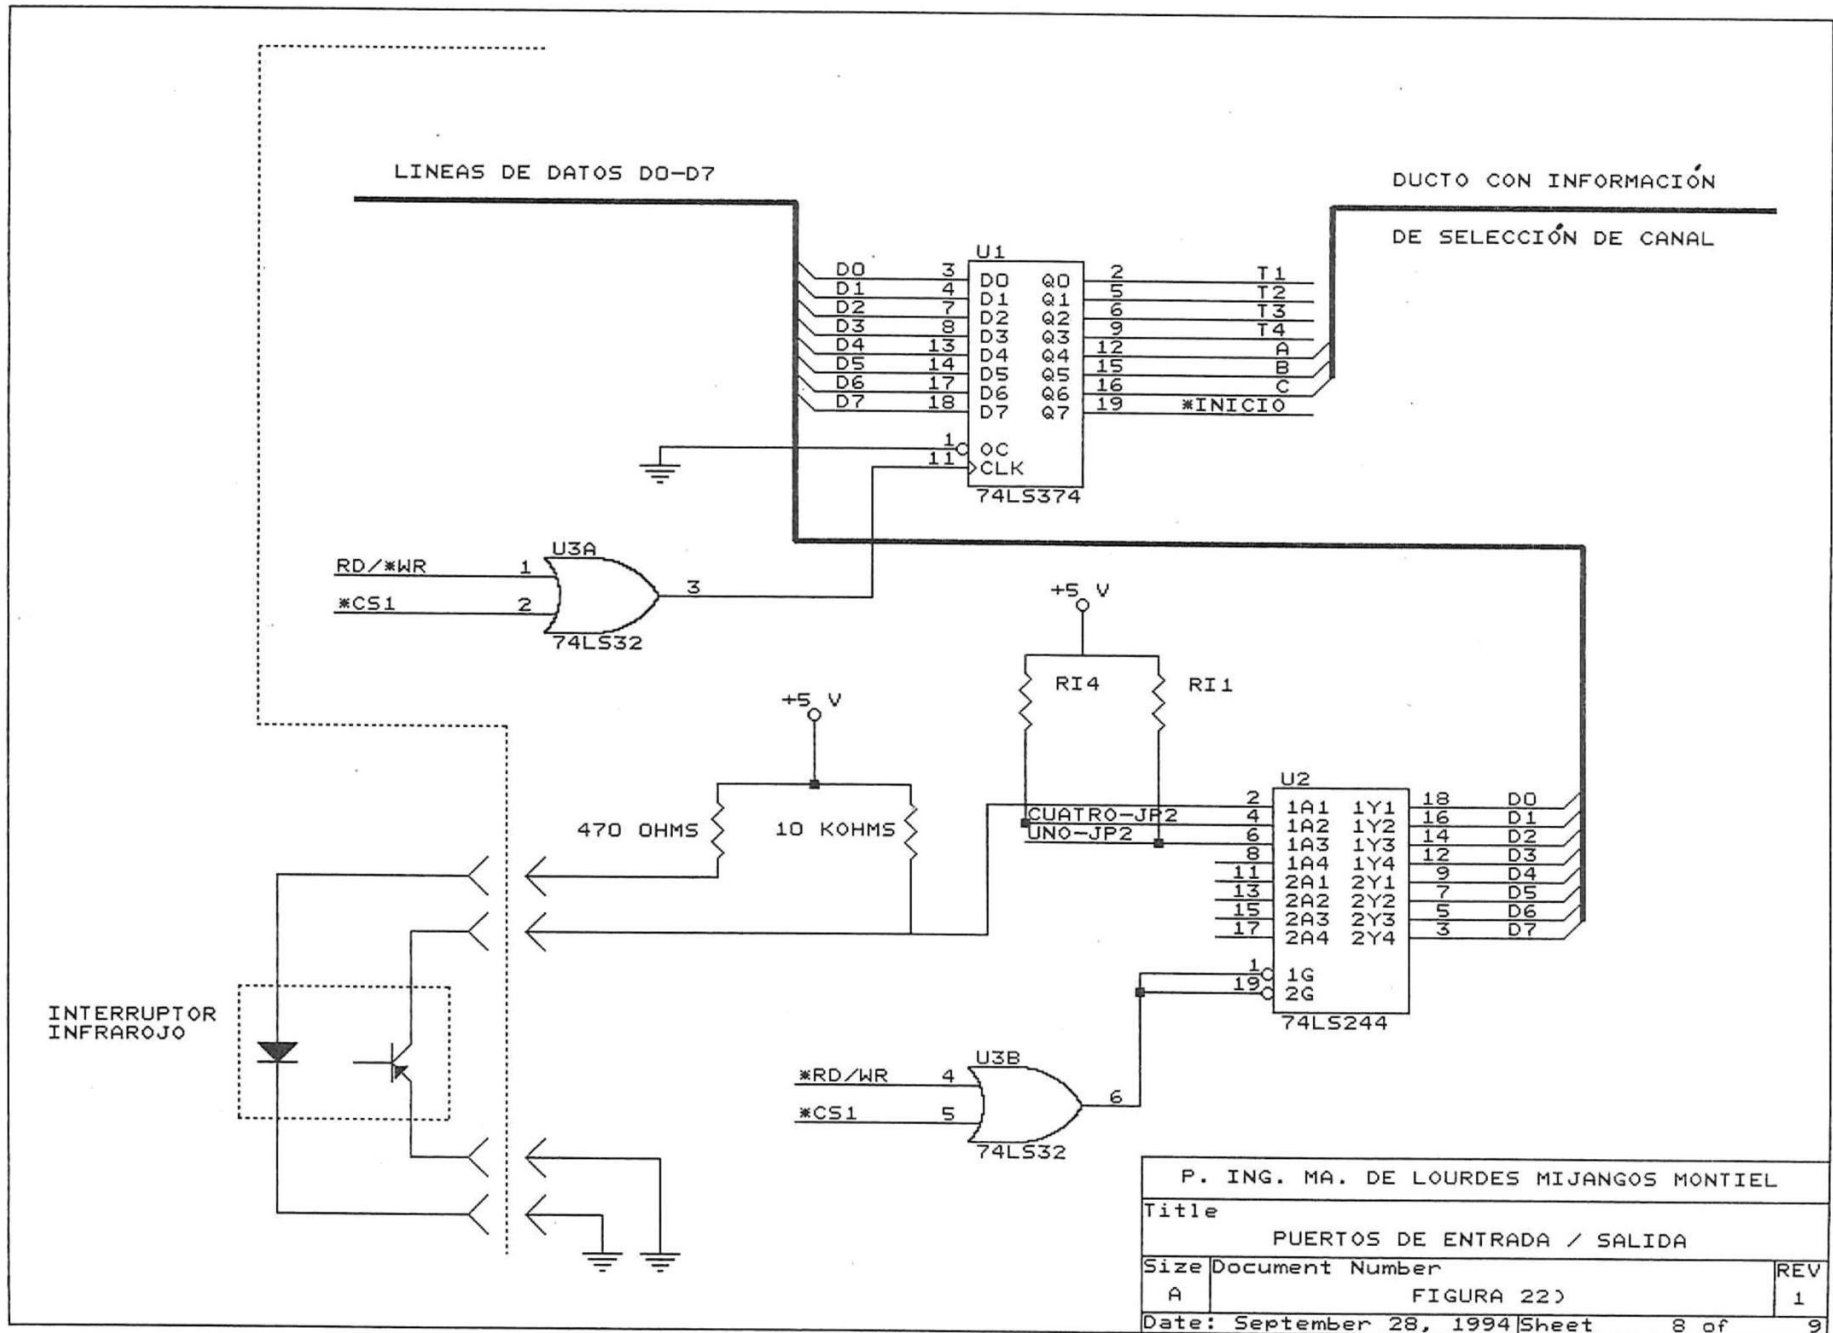 LINEAS DE DATOS D0-D7
DUCTO CON INFORMACIÓN
DE SELECCIÓN DE CANAL
U1
D0 3 D0 Q0 2 T1
D1 4 D1 Q1 5 T2
D2 7 D2 Q2 6 T3
D3 8 D3 Q3 9 T4
D4 13 D4 Q4 12 A
D5 14 D5 Q5 15 B
D6 17 D6 Q6 16 C
D7 18 D7 Q7 19 *INICIO
1 OC
11 CLK
74LS374
U3A
RD/*WR 1
3
*CS1 2
74LS32
+5 V
RI4 RI1
+5 V
470 OHMS 10 KOHMS
U2
2 1A1 1Y1 18 D0
CUATRO-JP2 4 1A2 1Y2 16 D1
UNO-JP2 6 1A3 1Y3 14 D2
8 1A4 1Y4 12 D3
11 2A1 2Y1 9 D4
13 2A2 2Y2 7 D5
15 2A3 2Y3 5 D6
17 2A4 2Y4 3 D7
1 1G
19 2G
74LS244
INTERRUPTOR
INFRAROJO
U3B
*RD/WR 4
6
*CS1 5
74LS32
P. ING. MA. DE LOURDES MIJANGOS MONTIEL
Title
PUERTOS DE ENTRADA / SALIDA
Size Document Number REV
A FIGURA 22) 1
Date: September 28, 1994 Sheet 8 of 9